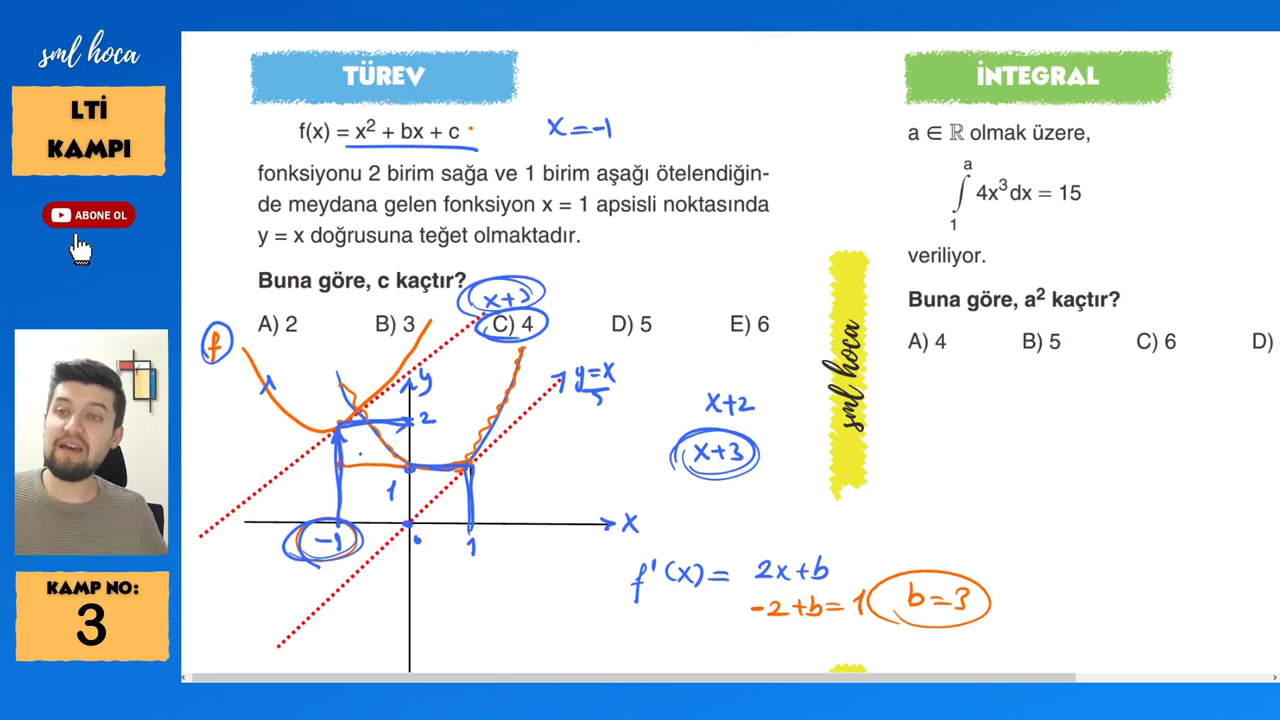 sml hoca
LTİ
KAMPI
ABONE OL
KAMP NO:
3
TÜREV
f(x) = x² + bx + c
x = -1
fonksiyonu 2 birim sağa ve 1 birim aşağı ötelendiğin-
de meydana gelen fonksiyon x = 1 apsisli noktasında
y = x doğrusuna teğet olmaktadır.
Buna göre, c kaçtır?
x+3
A) 2 B) 3 C) 4 D) 5 E) 6
f
y
y=x
2
1
x
-1
1
x+2
x+3
f'(x) = 2x+b
-2+b = 1
b=3
sml hoca
İNTEGRAL
a ∈ ℝ olmak üzere,
∫₁ᵃ 4x³dx = 15
veriliyor.
Buna göre, a² kaçtır?
A) 4 B) 5 C) 6 D)